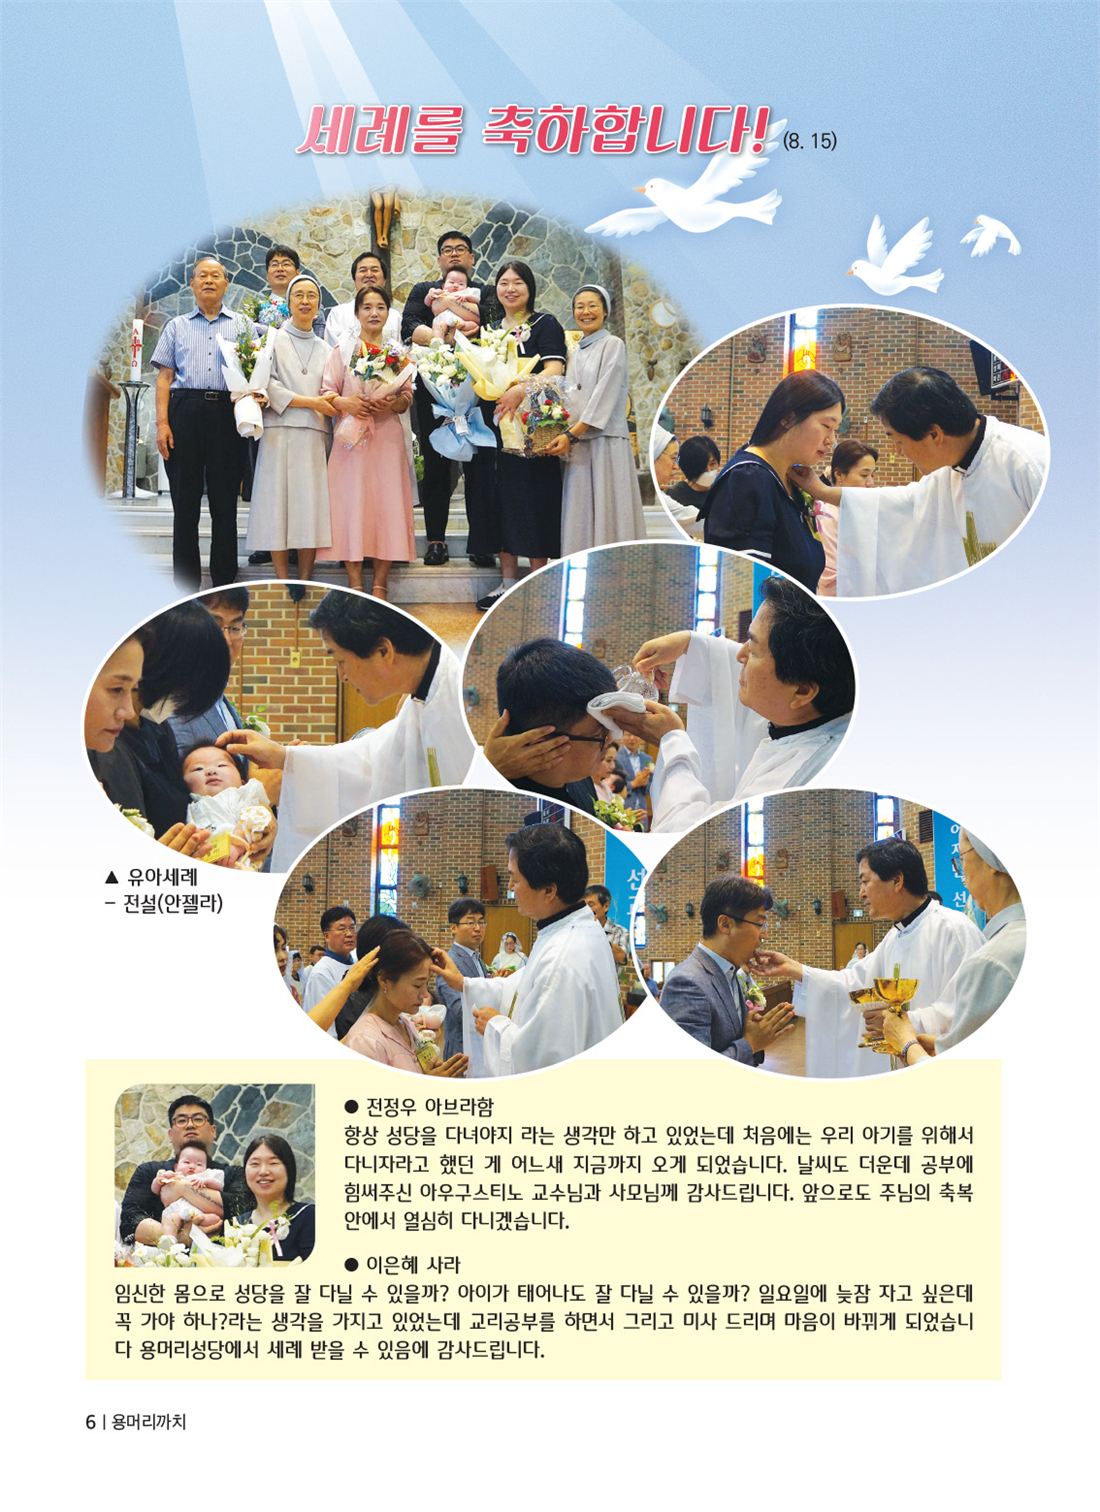 세례를 축하합니다! (8. 15)
▲ 유아세례
- 전설(안젤라)
● 전정우 아브라함
항상 성당을 다녀야지 라는 생각만 하고 있었는데 처음에는 우리 아기를 위해서
다니자라고 했던 게 어느새 지금까지 오게 되었습니다. 날씨도 더운데 공부에
힘써주신 아우구스티노 교수님과 사모님께 감사드립니다. 앞으로도 주님의 축복
안에서 열심히 다니겠습니다.
● 이은혜 사라
임신한 몸으로 성당을 잘 다닐 수 있을까? 아이가 태어나도 잘 다닐 수 있을까? 일요일에 늦잠 자고 싶은데
꼭 가야 하나?라는 생각을 가지고 있었는데 교리공부를 하면서 그리고 미사 드리며 마음이 바뀌게 되었습니
다 용머리성당에서 세례 받을 수 있음에 감사드립니다.
6 | 용머리까치